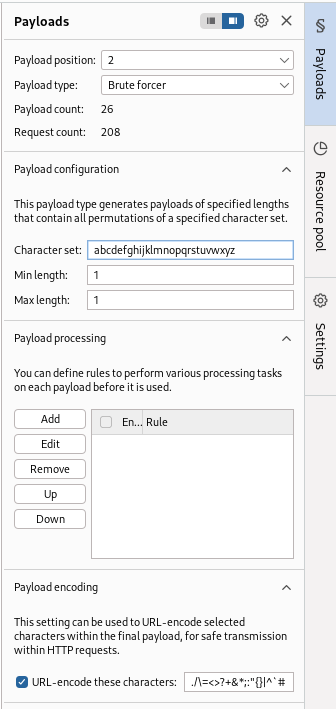 Payloads
Payload position: 2
Payload type: Brute forcer
Payload count: 26
Request count: 208
Payload configuration
This payload type generates payloads of specified lengths
that contain all permutations of a specified character set.
Character set: abcdefghijklmnopqrstuvwxyz
Min length: 1
Max length: 1
Payload processing
You can define rules to perform various processing tasks
on each payload before it is used.
Add
Edit
Remove
Up
Down
En... Rule
Payload encoding
This setting can be used to URL-encode selected
characters within the final payload, for safe transmission
within HTTP requests.
URL-encode these characters: ./\=<>?+&*;:"{}|^`#
Payloads
Resource pool
Settings